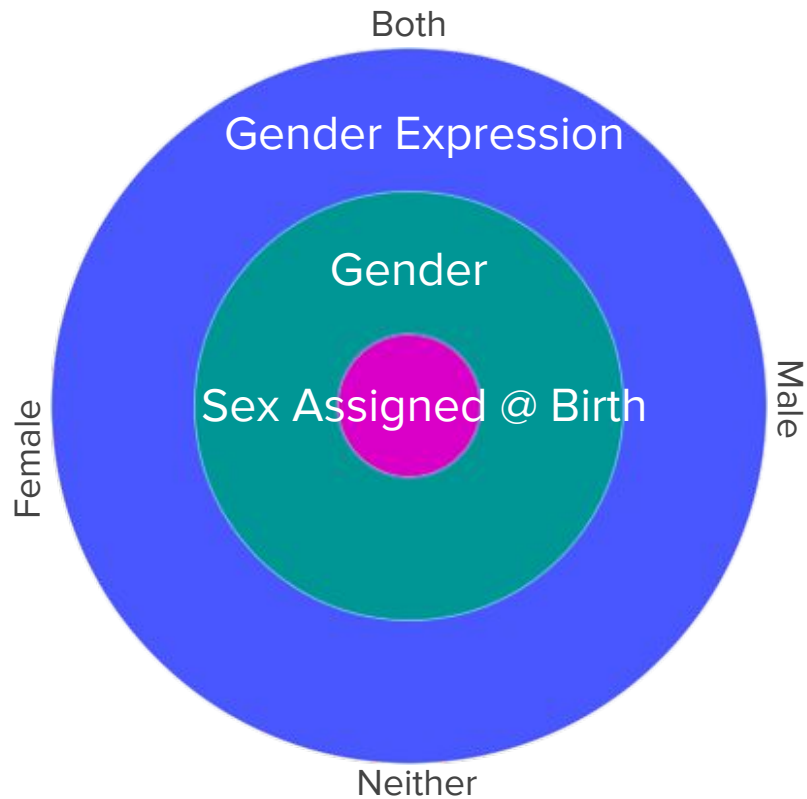 Both
Gender Expression
Gender
Male
Sex Assigned @ Birth
Female
Neither